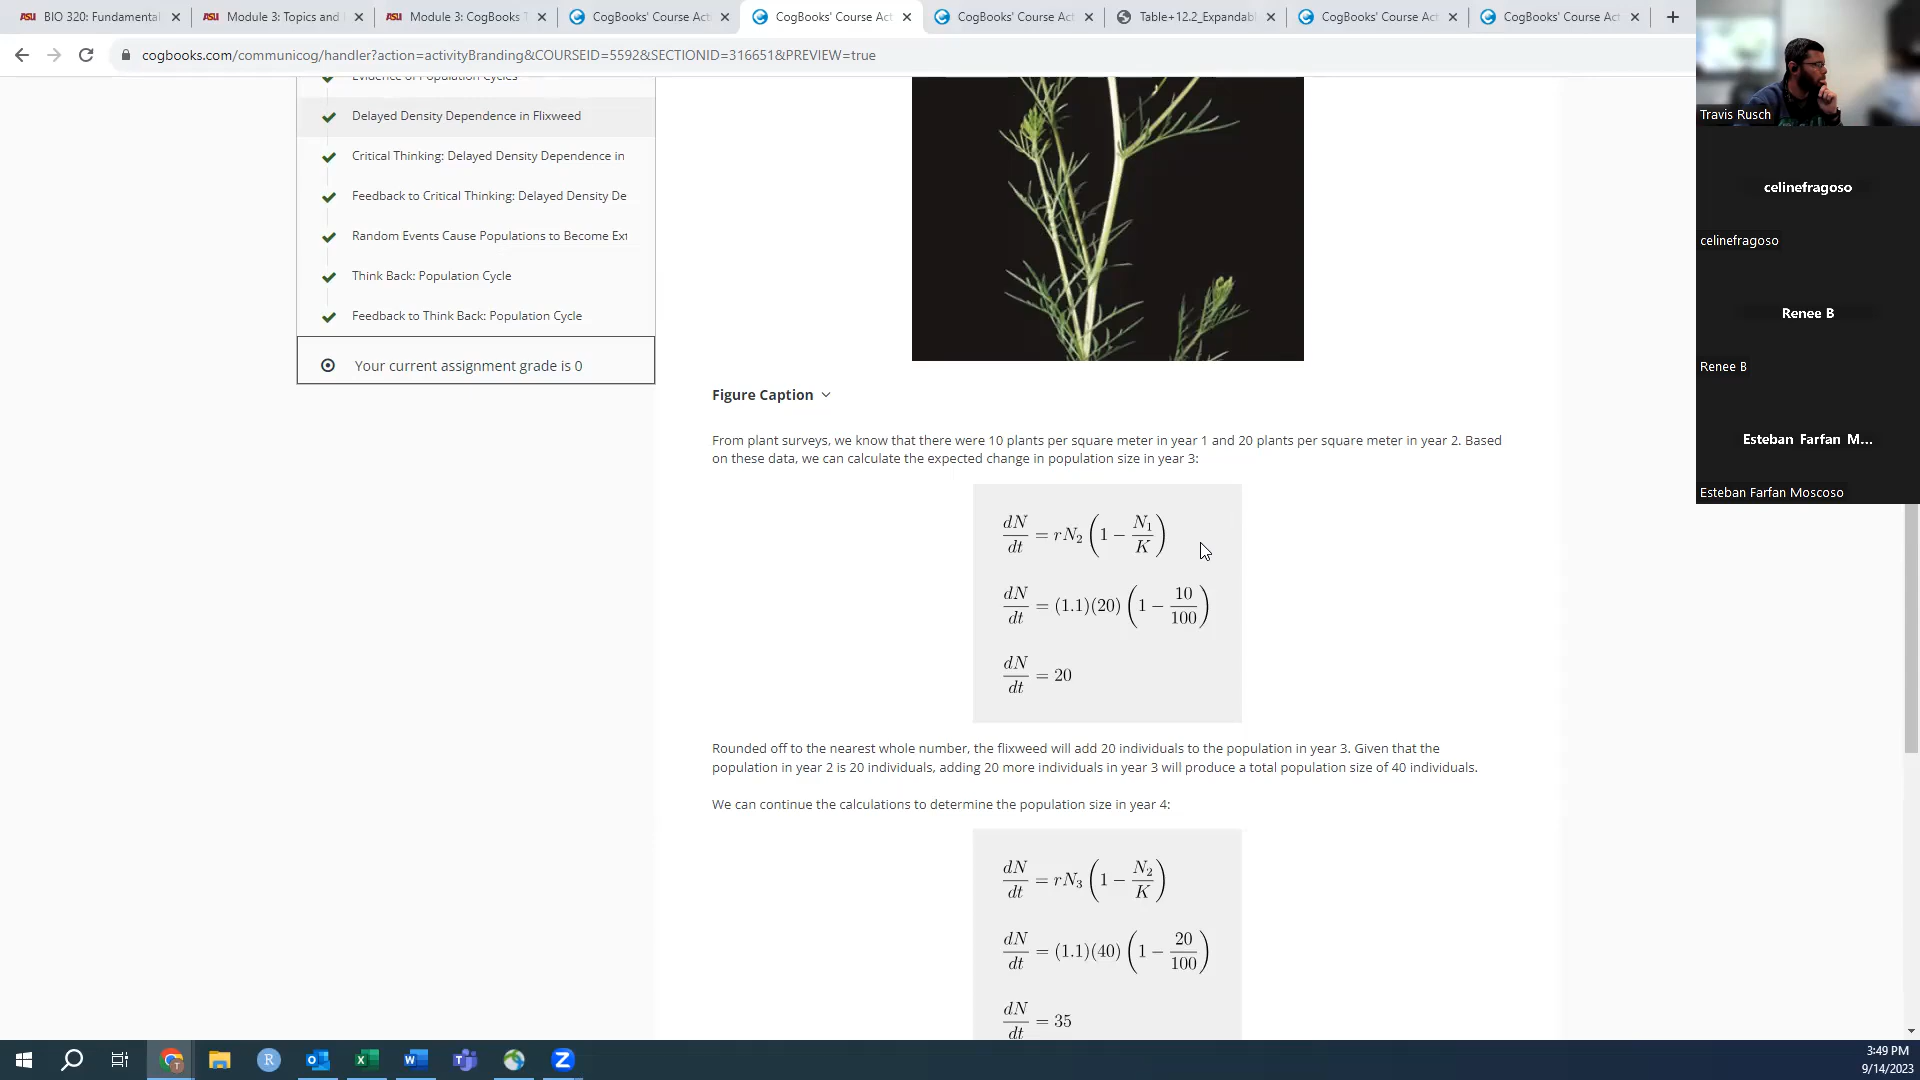 BIO 320: Fundamental
Module 3: Topics and
Module 3: CogBooks T
CogBooks' Course Act
CogBooks' Course Act
CogBooks' Course Act
Table+12.2_Expandabl
CogBooks' Course Act
CogBooks' Course Act
cogbooks.com/communicog/handler?action=activityBranding&COURSEID=5592&SECTIONID=316651&PREVIEW=true
Evidence of Population Cycles
Delayed Density Dependence in Flixweed
Critical Thinking: Delayed Density Dependence in
Feedback to Critical Thinking: Delayed Density De
Random Events Cause Populations to Become Ext
Think Back: Population Cycle
Feedback to Think Back: Population Cycle
Your current assignment grade is 0
Figure Caption
From plant surveys, we know that there were 10 plants per square meter in year 1 and 20 plants per square meter in year 2. Based
on these data, we can calculate the expected change in population size in year 3:
dN/dt = rN₂ (1 − N₁/K)
dN/dt = (1.1)(20) (1 − 10/100)
dN/dt = 20
Rounded off to the nearest whole number, the flixweed will add 20 individuals to the population in year 3. Given that the
population in year 2 is 20 individuals, adding 20 more individuals in year 3 will produce a total population size of 40 individuals.
We can continue the calculations to determine the population size in year 4:
dN/dt = rN₃ (1 − N₂/K)
dN/dt = (1.1)(40) (1 − 20/100)
dN/dt = 35
Travis Rusch
celinefragoso
celinefragoso
Renee B
Renee B
Esteban Farfan M...
Esteban Farfan Moscoso
3:49 PM
9/14/2023